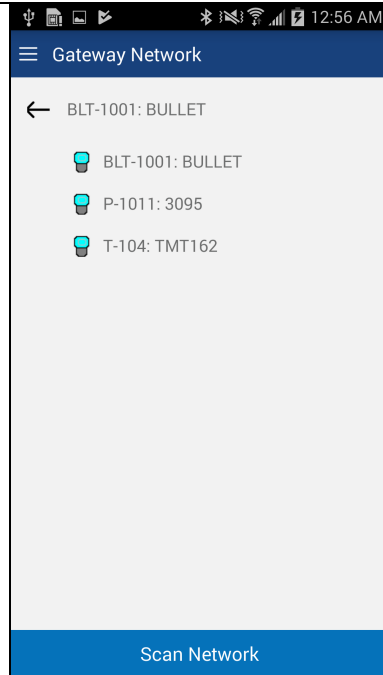 12:56 AM
Gateway Network
BLT-1001: BULLET
BLT-1001: BULLET
P-1011: 3095
T-104: TMT162
Scan Network